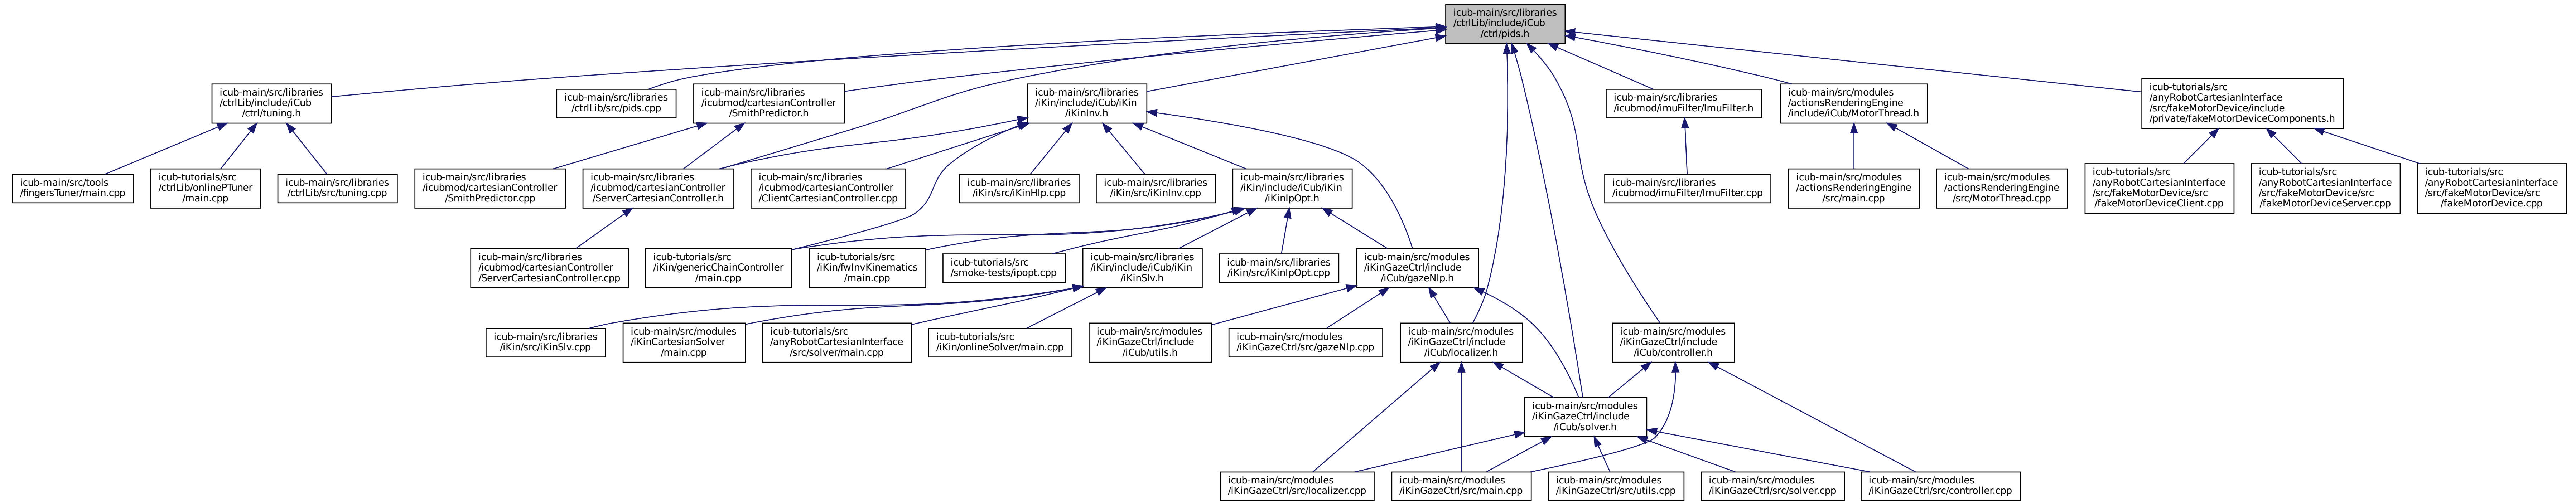 icub-main/src/libraries
/ctrlLib/include/iCub
/ctrl/pids.h
icub-main/src/libraries
/ctrlLib/include/iCub
/ctrl/tuning.h
icub-main/src/libraries
/ctrlLib/src/pids.cpp
icub-main/src/libraries
/icubmod/cartesianController
/SmithPredictor.h
icub-main/src/libraries
/iKin/include/iCub/iKin
/iKinInv.h
icub-main/src/libraries
/icubmod/imuFilter/ImuFilter.h
icub-main/src/modules
/actionsRenderingEngine
/include/iCub/MotorThread.h
icub-tutorials/src
/anyRobotCartesianInterface
/src/fakeMotorDevice/include
/private/fakeMotorDeviceComponents.h
icub-main/src/tools
/fingersTuner/main.cpp
icub-tutorials/src
/ctrlLib/onlinePTuner
/main.cpp
icub-main/src/libraries
/ctrlLib/src/tuning.cpp
icub-main/src/libraries
/icubmod/cartesianController
/SmithPredictor.cpp
icub-main/src/libraries
/icubmod/cartesianController
/ServerCartesianController.h
icub-main/src/libraries
/icubmod/cartesianController
/ClientCartesianController.cpp
icub-main/src/libraries
/iKin/src/iKinHlp.cpp
icub-main/src/libraries
/iKin/src/iKinInv.cpp
icub-main/src/libraries
/iKin/include/iCub/iKin
/iKinIpOpt.h
icub-main/src/libraries
/icubmod/imuFilter/ImuFilter.cpp
icub-main/src/modules
/actionsRenderingEngine
/src/main.cpp
icub-main/src/modules
/actionsRenderingEngine
/src/MotorThread.cpp
icub-tutorials/src
/anyRobotCartesianInterface
/src/fakeMotorDevice/src
/fakeMotorDeviceClient.cpp
icub-tutorials/src
/anyRobotCartesianInterface
/src/fakeMotorDevice/src
/fakeMotorDeviceServer.cpp
icub-tutorials/src
/anyRobotCartesianInterface
/src/fakeMotorDevice/src
/fakeMotorDevice.cpp
icub-main/src/libraries
/icubmod/cartesianController
/ServerCartesianController.cpp
icub-tutorials/src
/iKin/genericChainController
/main.cpp
icub-tutorials/src
/iKin/fwInvKinematics
/main.cpp
icub-tutorials/src
/smoke-tests/ipopt.cpp
icub-main/src/libraries
/iKin/include/iCub/iKin
/iKinSlv.h
icub-main/src/libraries
/iKin/src/iKinIpOpt.cpp
icub-main/src/modules
/iKinGazeCtrl/include
/iCub/gazeNlp.h
icub-main/src/libraries
/iKin/src/iKinSlv.cpp
icub-main/src/modules
/iKinCartesianSolver
/main.cpp
icub-tutorials/src
/anyRobotCartesianInterface
/src/solver/main.cpp
icub-tutorials/src
/iKin/onlineSolver/main.cpp
icub-main/src/modules
/iKinGazeCtrl/include
/iCub/utils.h
icub-main/src/modules
/iKinGazeCtrl/src/gazeNlp.cpp
icub-main/src/modules
/iKinGazeCtrl/include
/iCub/localizer.h
icub-main/src/modules
/iKinGazeCtrl/include
/iCub/controller.h
icub-main/src/modules
/iKinGazeCtrl/include
/iCub/solver.h
icub-main/src/modules
/iKinGazeCtrl/src/localizer.cpp
icub-main/src/modules
/iKinGazeCtrl/src/main.cpp
icub-main/src/modules
/iKinGazeCtrl/src/utils.cpp
icub-main/src/modules
/iKinGazeCtrl/src/solver.cpp
icub-main/src/modules
/iKinGazeCtrl/src/controller.cpp